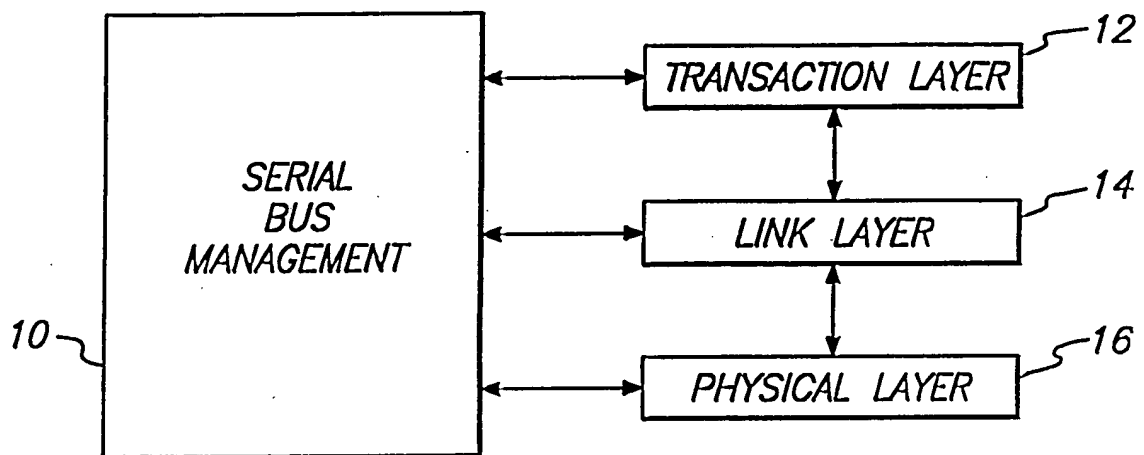 12
TRANSACTION LAYER
SERIAL
BUS
MANAGEMENT
14
LINK LAYER
10
16
PHYSICAL LAYER